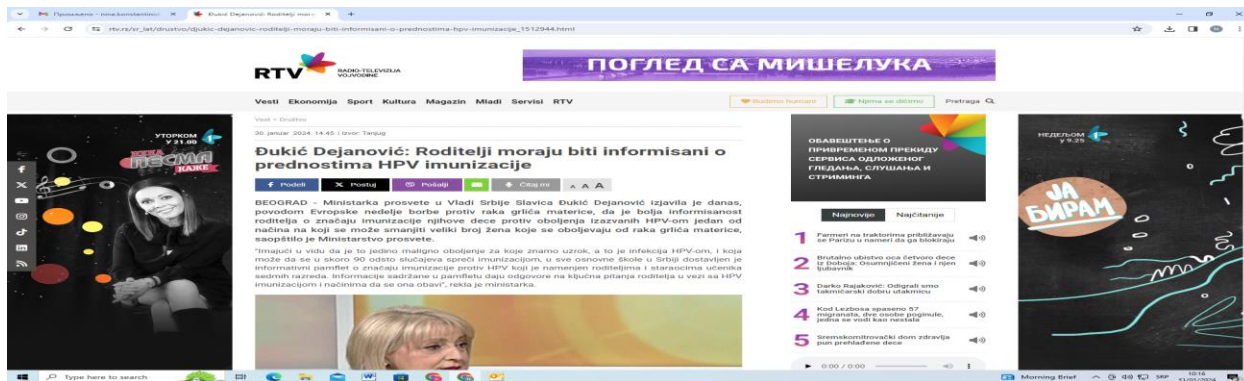 Dukić Dejanović: Roditelji mor
rtv.rs/sr_lat/drustvo/djukic-dejanovic-roditelji-moraju-biti-informisani-o-prednostima-hpv-imunizacije_1512944.html
RTV
RADIO-TELEVIZIJA
VOJVODINE
ПОГЛЕД СА МИШЕЛУКА
Vesti Ekonomija Sport Kultura Magazin Mladi Servisi RTV
Budimo humani
Njima se dičimo
Pretraga
Vesti > Društvo
30. januar 2024. 14.45 | Izvor: Tanjug
Đukić Dejanović: Roditelji moraju biti informisani o
prednostima HPV imunizacije
Podeli
Postuj
Pošalji
Čitaj mi
A A A
BEOGRAD - Ministarka prosvete u Vladi Srbije Slavica Đukić Dejanović izjavila je danas,
povodom Evropske nedelje borbe protiv raka grlića materice, da je bolja informisanost
roditelja o značaju imunizacije njihove dece protiv oboljenja izazvanih HPV-om jedan od
načina na koji se može smanjiti veliki broj žena koje se oboljevaju od raka grlića materice,
saopštilo je Ministarstvo prosvete.
"Imajući u vidu da je to jedino maligno oboljenje za koje znamo uzrok, a to je infekcija HPV-om, i koja
može da se u skoro 90 odsto slučajeva spreči imunizacijom, u sve osnovne škole u Srbiji dostavljen je
informativni pamflet o značaju imunizacije protiv HPV koji je namenjen roditeljima i staraocima učenika
sedmih razreda. Informacije sadržane u pamfletu daju odgovore na ključna pitanja roditelja u vezi sa HPV
imunizacijom i načinima da se ona obavi", rekla je ministarka.
УТОРКОМ
У 21.00
ПЕСМА
КАЖЕ
ОБАВЕШТЕЊЕ О
ПРИВРЕМЕНОМ ПРЕКИДУ
СЕРВИСА ОДЛОЖЕНОГ
ГЛЕДАЊА, СЛУШАЊА И
СТРИМИНГА
Najnovije
Najčitanije
1 Farmeri na traktorima približavaju
se Parizu u nameri da ga blokiraju
2 Brutalno ubistvo oca četvoro dece
iz Doboja: Osumnjičeni žena i njen
ljubavnik
3 Darko Rajaković: Odigrali smo
takmičarski dobru utakmicu
4 Kod Lezbosa spaseno 57
migranata, dve osobe poginule,
jedna se vodi kao nestala
5 Sremskomitrovački dom zdravlja
pun prehlađene dece
0:00 / 0:00
НЕДЕЉОМ
У 9.25
ЈА
БИРАМ
Type here to search
Morning Brief
SRP
10:16
31/01/2024